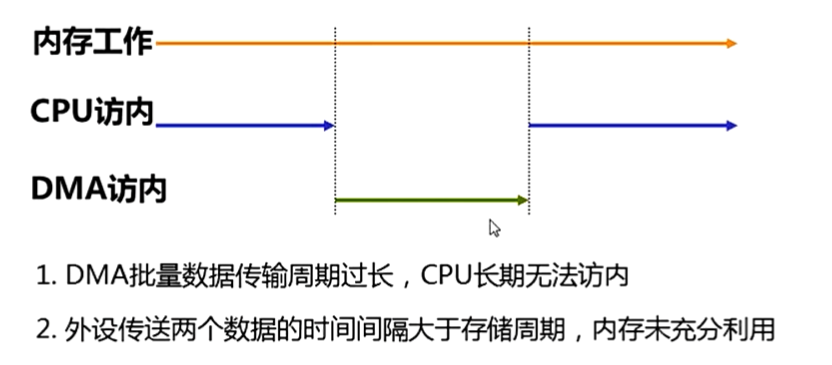 内存工作
CPU访内
DMA访内
1. DMA批量数据传输周期过长，CPU长期无法访内
2. 外设传送两个数据的时间间隔大于存储周期，内存未充分利用